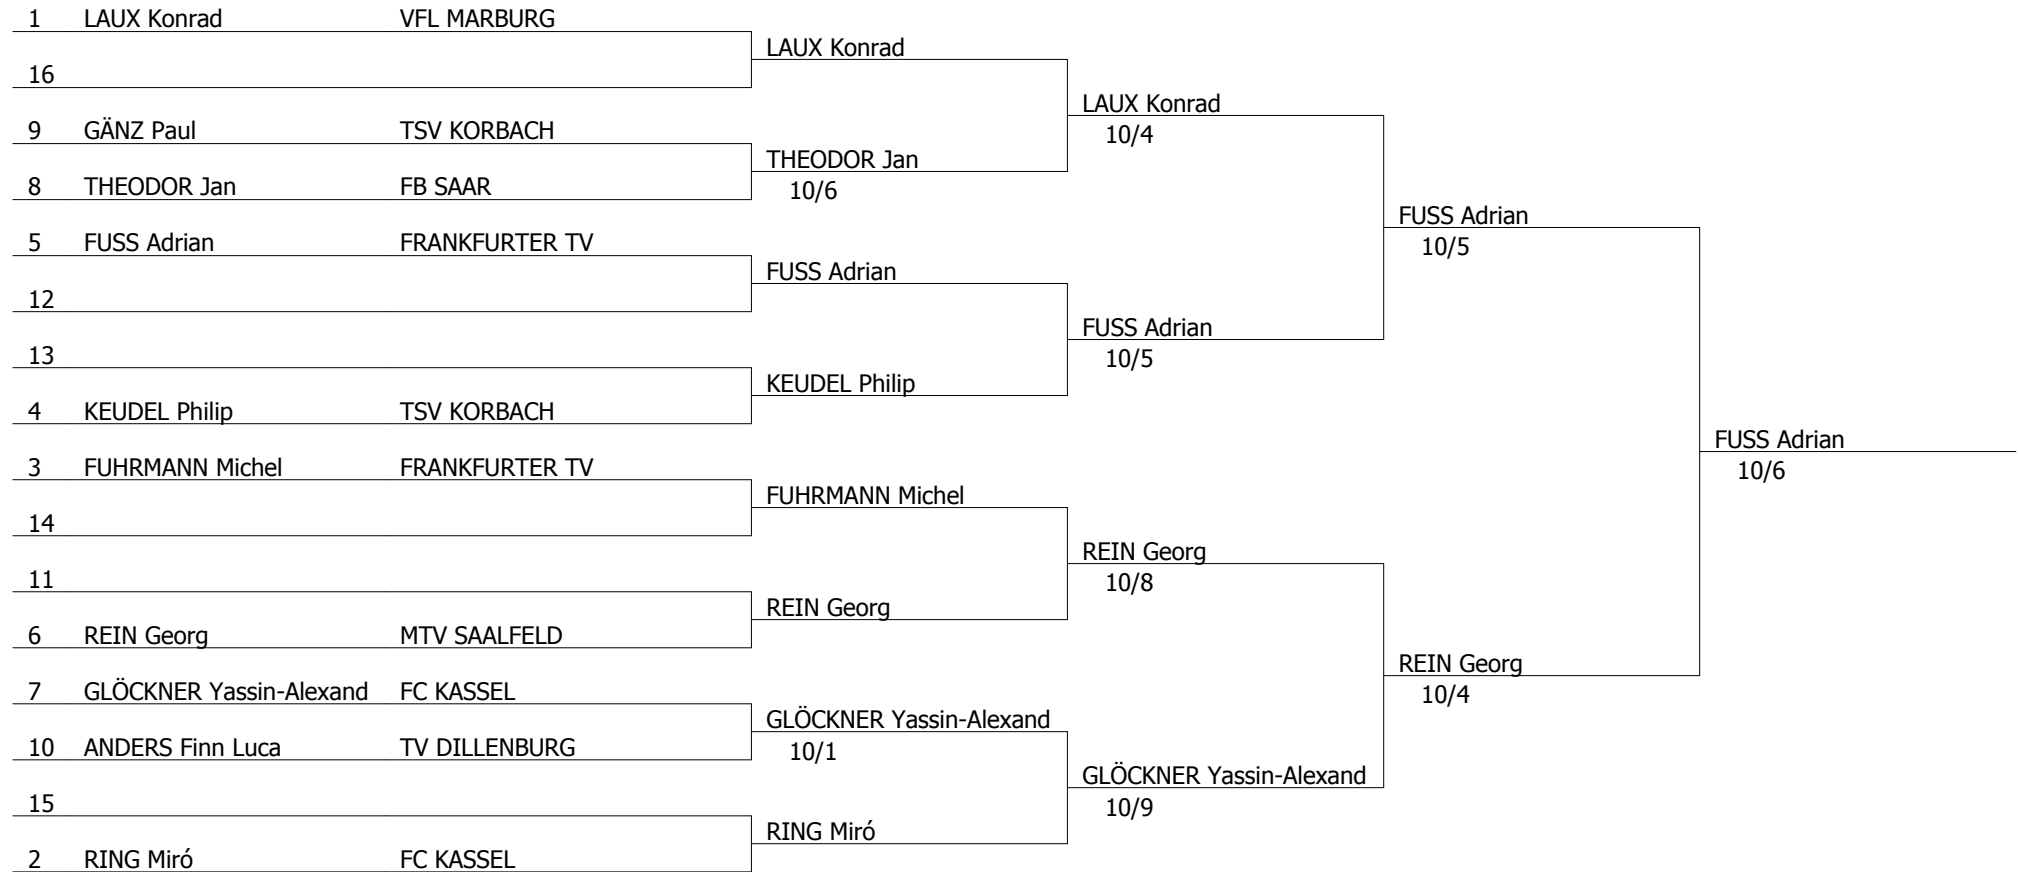 1 LAUX Konrad VFL MARBURG
LAUX Konrad
16
LAUX Konrad
10/4
9 GÄNZ Paul TSV KORBACH
THEODOR Jan
10/6
8 THEODOR Jan FB SAAR
FUSS Adrian
10/5
5 FUSS Adrian FRANKFURTER TV
FUSS Adrian
12
FUSS Adrian
10/5
13
KEUDEL Philip
4 KEUDEL Philip TSV KORBACH
FUSS Adrian
10/6
3 FUHRMANN Michel FRANKFURTER TV
FUHRMANN Michel
14
REIN Georg
10/8
11
REIN Georg
6 REIN Georg MTV SAALFELD
REIN Georg
10/4
7 GLÖCKNER Yassin-Alexand FC KASSEL
GLÖCKNER Yassin-Alexand
10/1
10 ANDERS Finn Luca TV DILLENBURG
GLÖCKNER Yassin-Alexand
10/9
15
RING Miró
2 RING Miró FC KASSEL